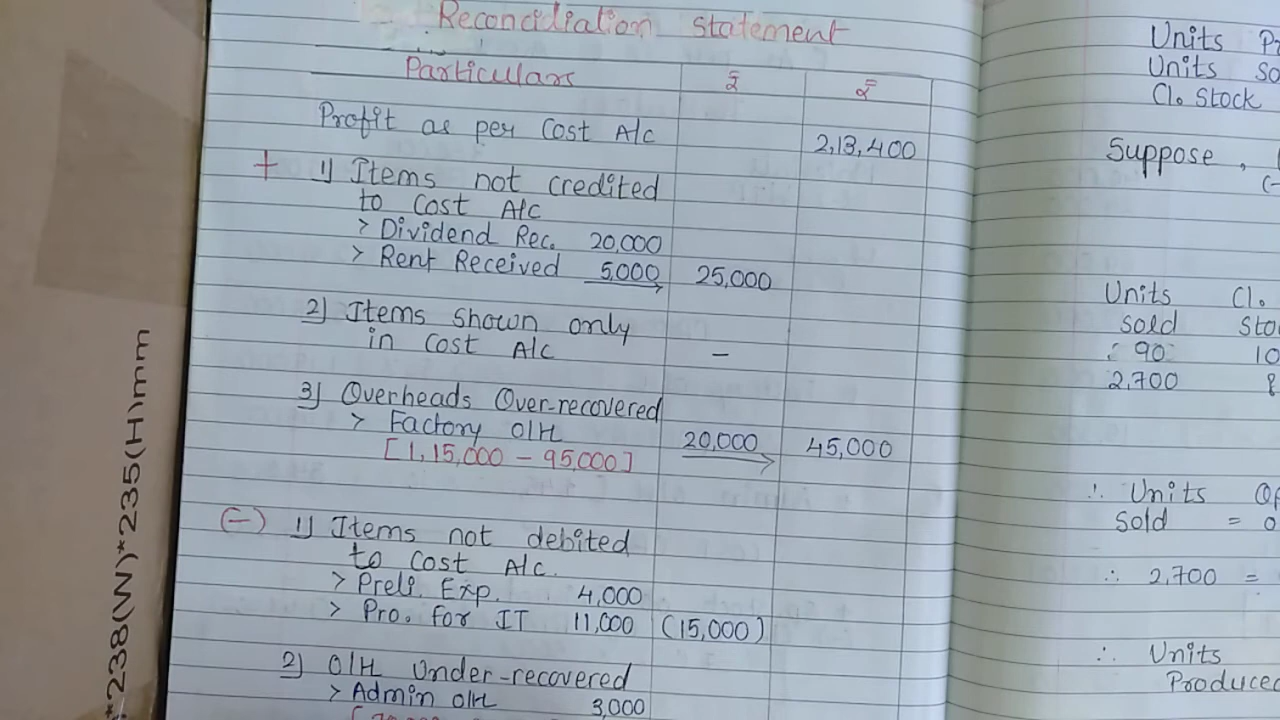 Reconcidiation Statement
Particulars ₹ ₹
Profit as per Cost A/c 2,13,400
+ 1) Items not credited
to Cost A/c
> Dividend Rec. 20,000
> Rent Received 5,000 25,000
2) Items shown only
in Cost A/c –
3) Overheads Over-recovered
> Factory O/H 20,000 45,000
[1,15,000 – 95,000]
(–) 1) Items not debited
to Cost A/c.
> Preli. Exp. 4,000
> Pro. for IT 11,000 (15,000)
2) O/H Under-recovered
> Admin O/H 3,000
Units
Units
Cl. Stock
Suppose,
Units Cl.
Sold
90 10
2,700
∴ Units
Sold =
∴ 2,700 =
∴ Units
*238(W)*235(H)mm